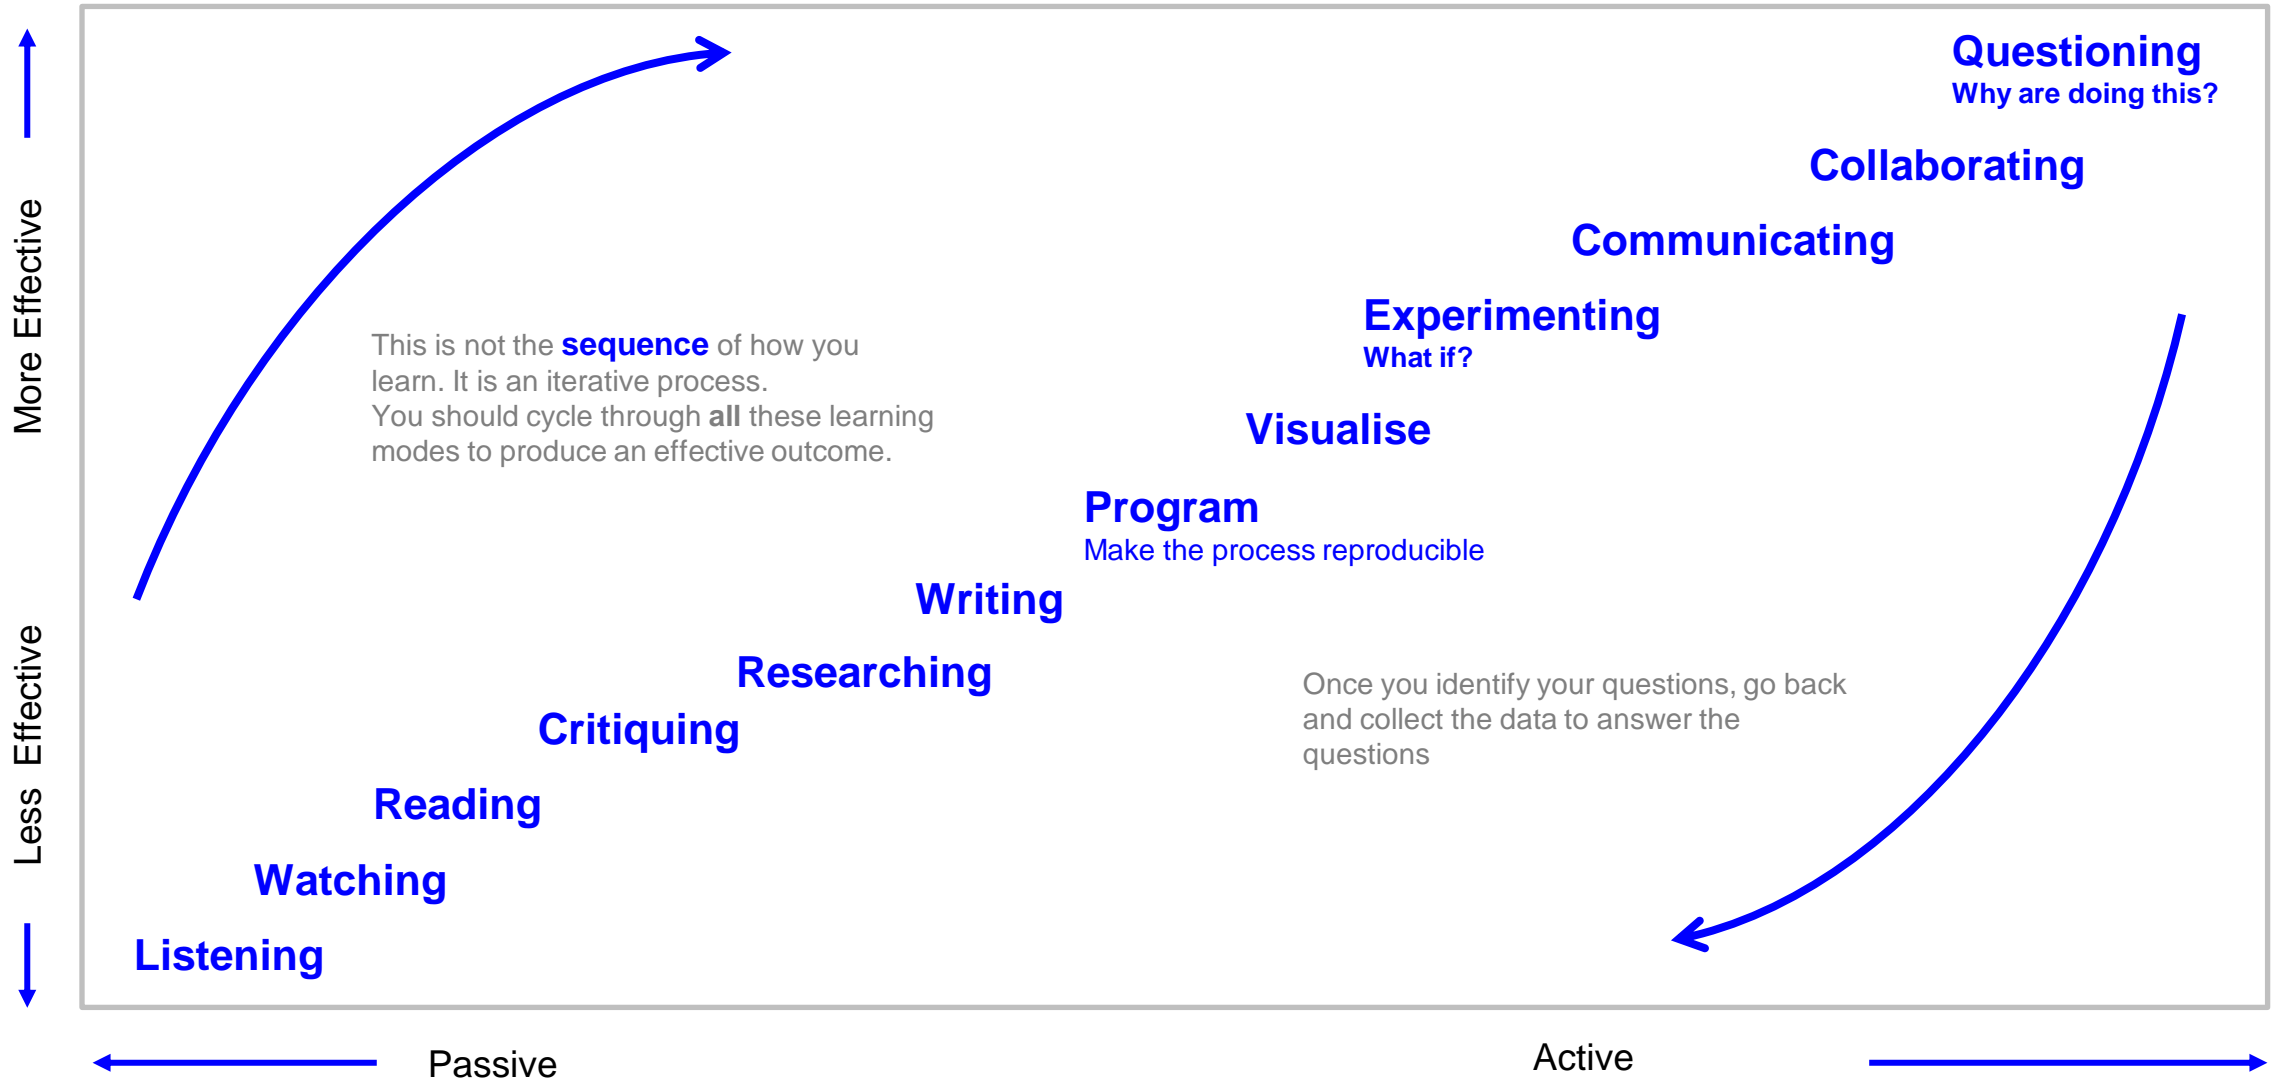 Questioning
Why are doing this?
Collaborating
Communicating
Experimenting
What if?
This is not the sequence of how you
learn. It is an iterative process.
You should cycle through all these learning
modes to produce an effective outcome.
Visualise
Program
Make the process reproducible
Writing
Researching
Once you identify your questions, go back
and collect the data to answer the
questions
Critiquing
Reading
Watching
Listening
More Effective
Less Effective
Passive
Active